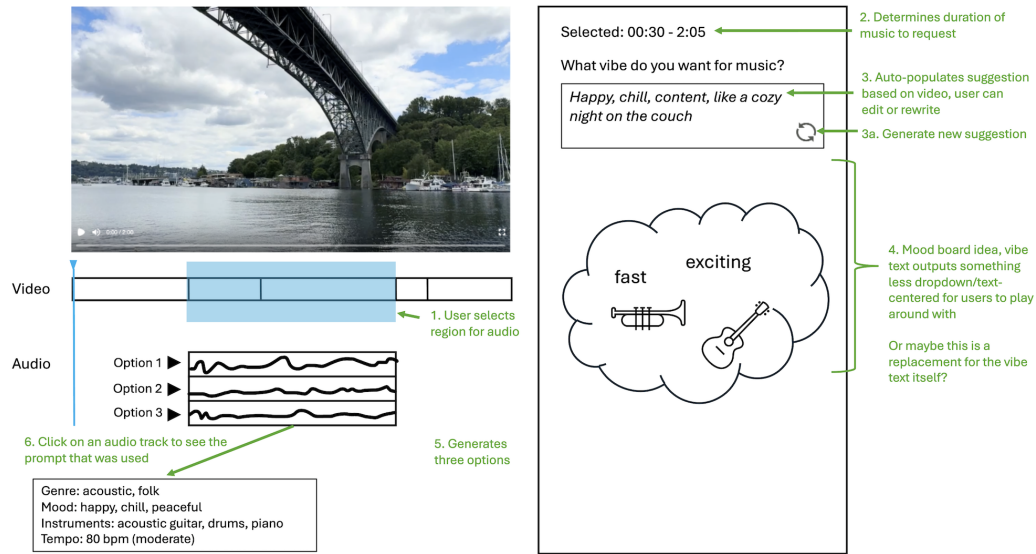 0:00 / 2:08
Video
1. User selects
region for audio
Audio
Option 1
Option 2
Option 3
6. Click on an audio track to see the
prompt that was used
5. Generates
three options
Genre: acoustic, folk
Mood: happy, chill, peaceful
Instruments: acoustic guitar, drums, piano
Tempo: 80 bpm (moderate)
Selected: 00:30 - 2:05
What vibe do you want for music?
Happy, chill, content, like a cozy
night on the couch
fast
exciting
2. Determines duration of
music to request
3. Auto-populates suggestion
based on video, user can
edit or rewrite
3a. Generate new suggestion
4. Mood board idea, vibe
text outputs something
less dropdown/text-
centered for users to play
around with
Or maybe this is a
replacement for the vibe
text itself?